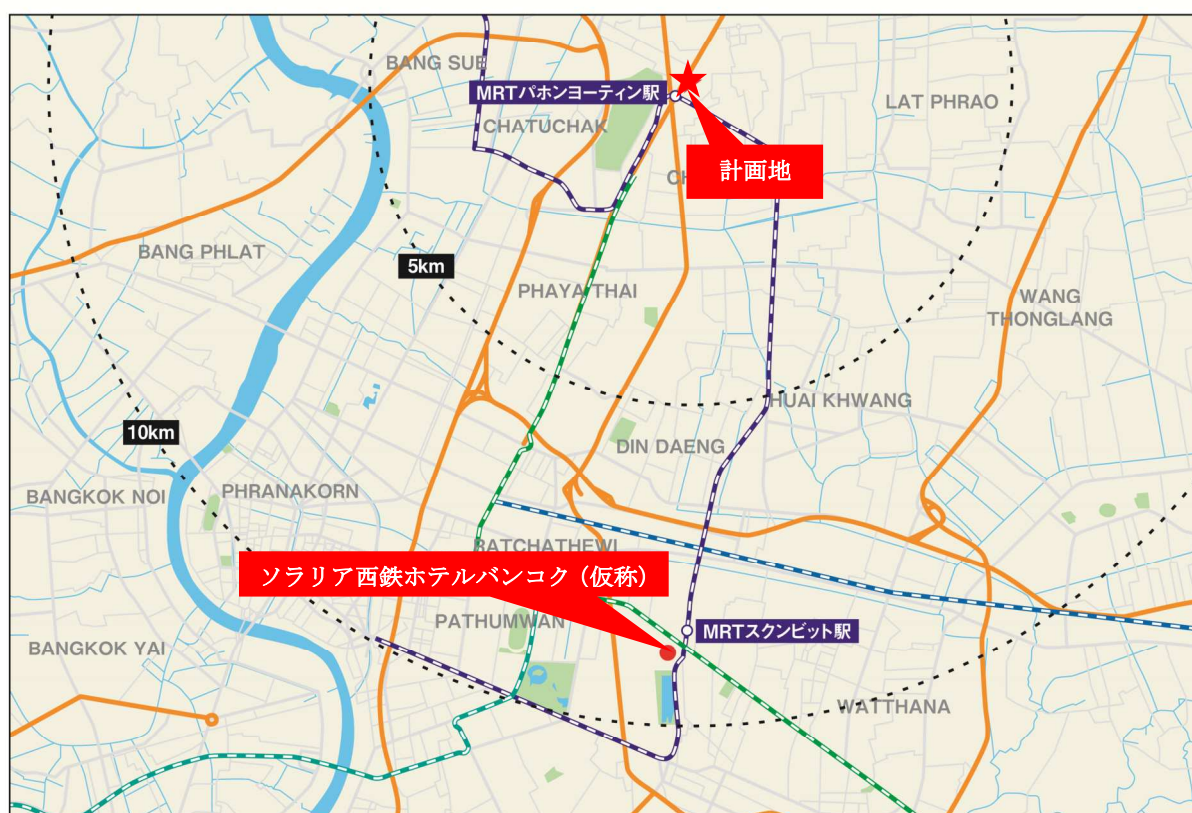 BANG SUE
MRTパホンヨーティン駅
LAT PHRAO
CHATUCHAK
計画地
CH
BANG PHLAT
5km
PHAYA THAI
WANG
THONGLANG
HUAI KHWANG
10km
DIN DAENG
BANGKOK NOI
PHRANAKORN
RATCHATHEWI
ソラリア西鉄ホテルバンコク（仮称）
PATHUMWAN
MRTスクンビット駅
BANGKOK YAI
WATTHANA